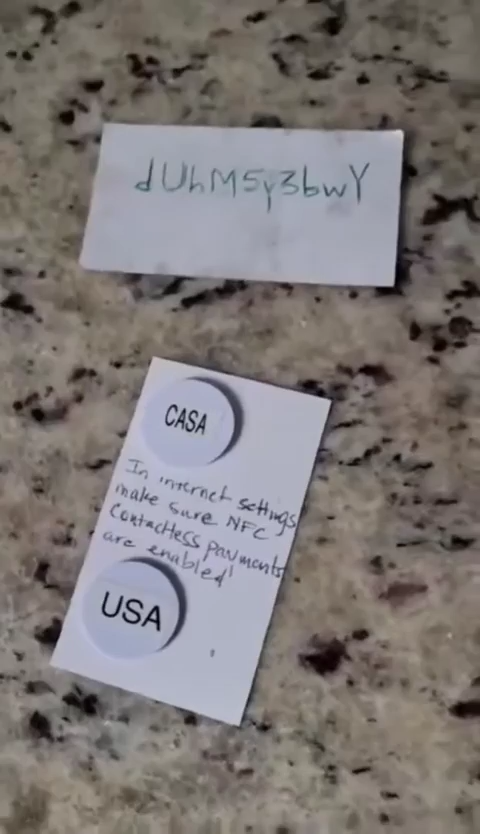 dUhM5y3bwY
CASA
In internet settings
make sure NFC
Contactless payments
are enabled
USA